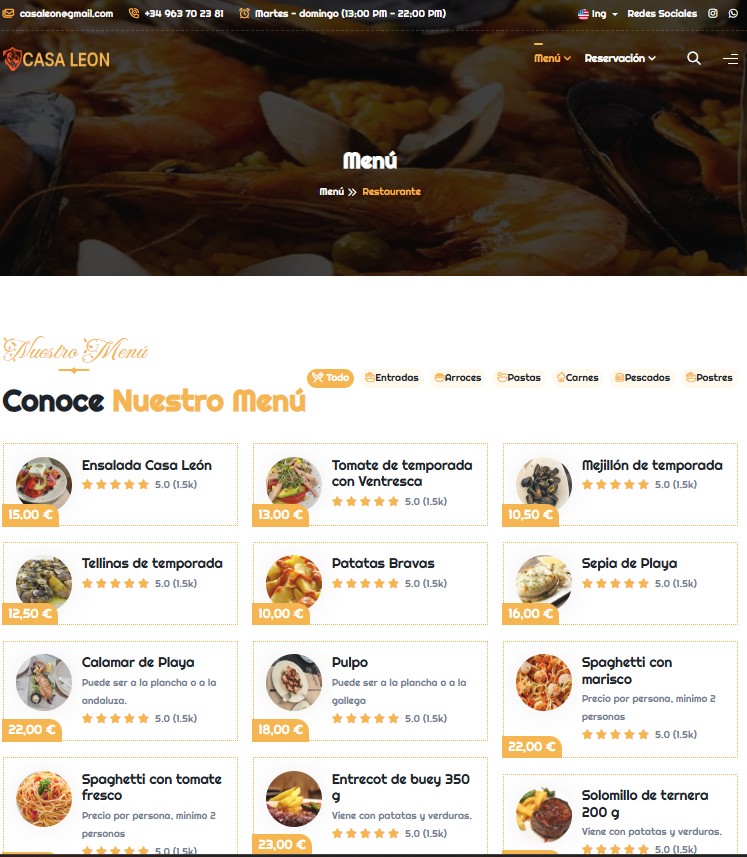 casaleon@gmail.com +34 963 70 23 81 Martes - domingo (13:00 PM - 22:00 PM) Ing Redes Sociales
CASA LEON
Menú Reservación
Menú
Menú Restaurante
Nuestro Menú
Conoce Nuestro Menú
Todo Entradas Arroces Pastas Carnes Pescados Postres
Ensalada Casa León
5.0 (1.5k)
15,00 €
Tomate de temporada
con Ventresca
5.0 (1.5k)
13,00 €
Mejillón de temporada
5.0 (1.5k)
10,50 €
Tellinas de temporada
5.0 (1.5k)
12,50 €
Patatas Bravas
5.0 (1.5k)
10,00 €
Sepia de Playa
5.0 (1.5k)
16,00 €
Calamar de Playa
Puede ser a la plancha o a la
andaluza.
5.0 (1.5k)
22,00 €
Pulpo
Puede ser a la plancha o a la
gallega
5.0 (1.5k)
18,00 €
Spaghetti con
marisco
Precio por persona, minimo 2
personas
5.0 (1.5k)
22,00 €
Spaghetti con tomate
fresco
Precio por persona, minimo 2
personas
5.0 (1.5k)
Entrecot de buey 350
g
Viene con patatas y verduras.
5.0 (1.5k)
23,00 €
Solomillo de ternera
200 g
Viene con patatas y verduras.
5.0 (1.5k)